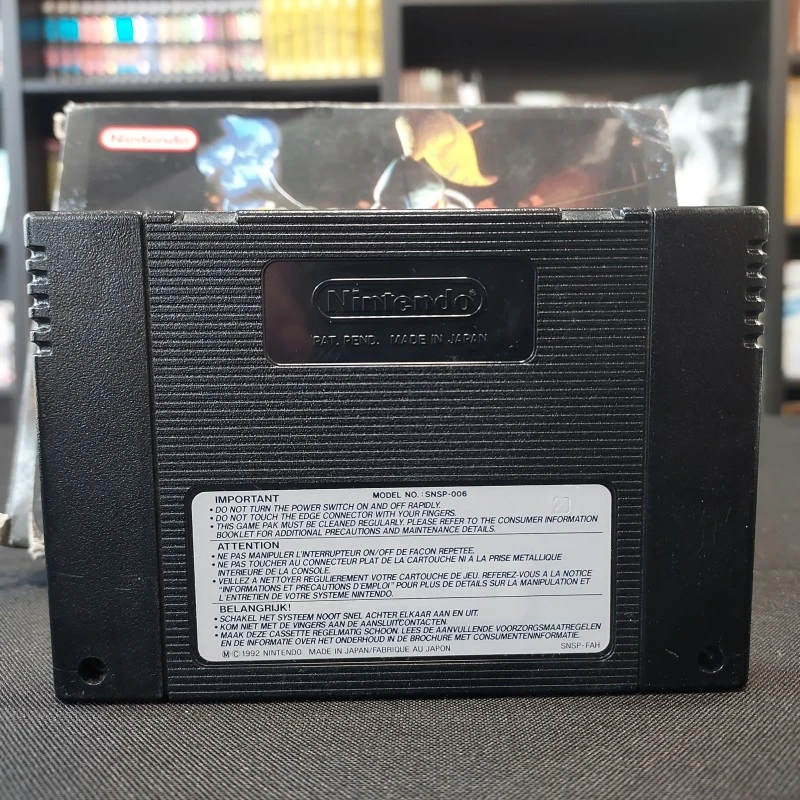 Nintendo
Nintendo
PAT. PEND. MADE IN JAPAN
IMPORTANT MODEL NO.: SNSP-006
• DO NOT TURN THE POWER SWITCH ON AND OFF RAPIDLY.
• DO NOT TOUCH THE EDGE CONNECTOR WITH YOUR FINGERS.
• THIS GAME PAK MUST BE CLEANED REGULARLY. PLEASE REFER TO THE CONSUMER INFORMATION
BOOKLET FOR ADDITIONAL PRECAUTIONS AND MAINTENANCE DETAILS.
ATTENTION
• NE PAS MANIPULER L'INTERRUPTEUR ON/OFF DE FACON REPETEE.
• NE PAS TOUCHER AU CONNECTEUR PLAT DE LA CARTOUCHE NI A LA PRISE METALLIQUE
INTERIEURE DE LA CONSOLE.
• VEILLEZ A NETTOYER REGULIEREMENT VOTRE CARTOUCHE DE JEU. REFEREZ-VOUS A LA NOTICE
"INFORMATIONS ET PRECAUTIONS D'EMPLOI" POUR PLUS DE DETAILS SUR LA MANIPULATION ET
L'ENTRETIEN DE VOTRE SYSTEME NINTENDO.
BELANGRIJK!
• SCHAKEL HET SYSTEEM NOOIT SNEL ACHTER ELKAAR AAN EN UIT.
• KOM NIET MET DE VINGERS AAN DE AANSLUITCONTACTEN.
• MAAK DEZE CASSETTE REGELMATIG SCHOON. LEES DE AANVULLENDE VOORZORGSMAATREGELEN
EN DE INFORMATIE OVER HET ONDERHOUD IN DE BROCHURE MET CONSUMENTENINFORMATIE.
Ⓜ © 1992 NINTENDO MADE IN JAPAN/FABRIQUE AU JAPON SNSP-FAH